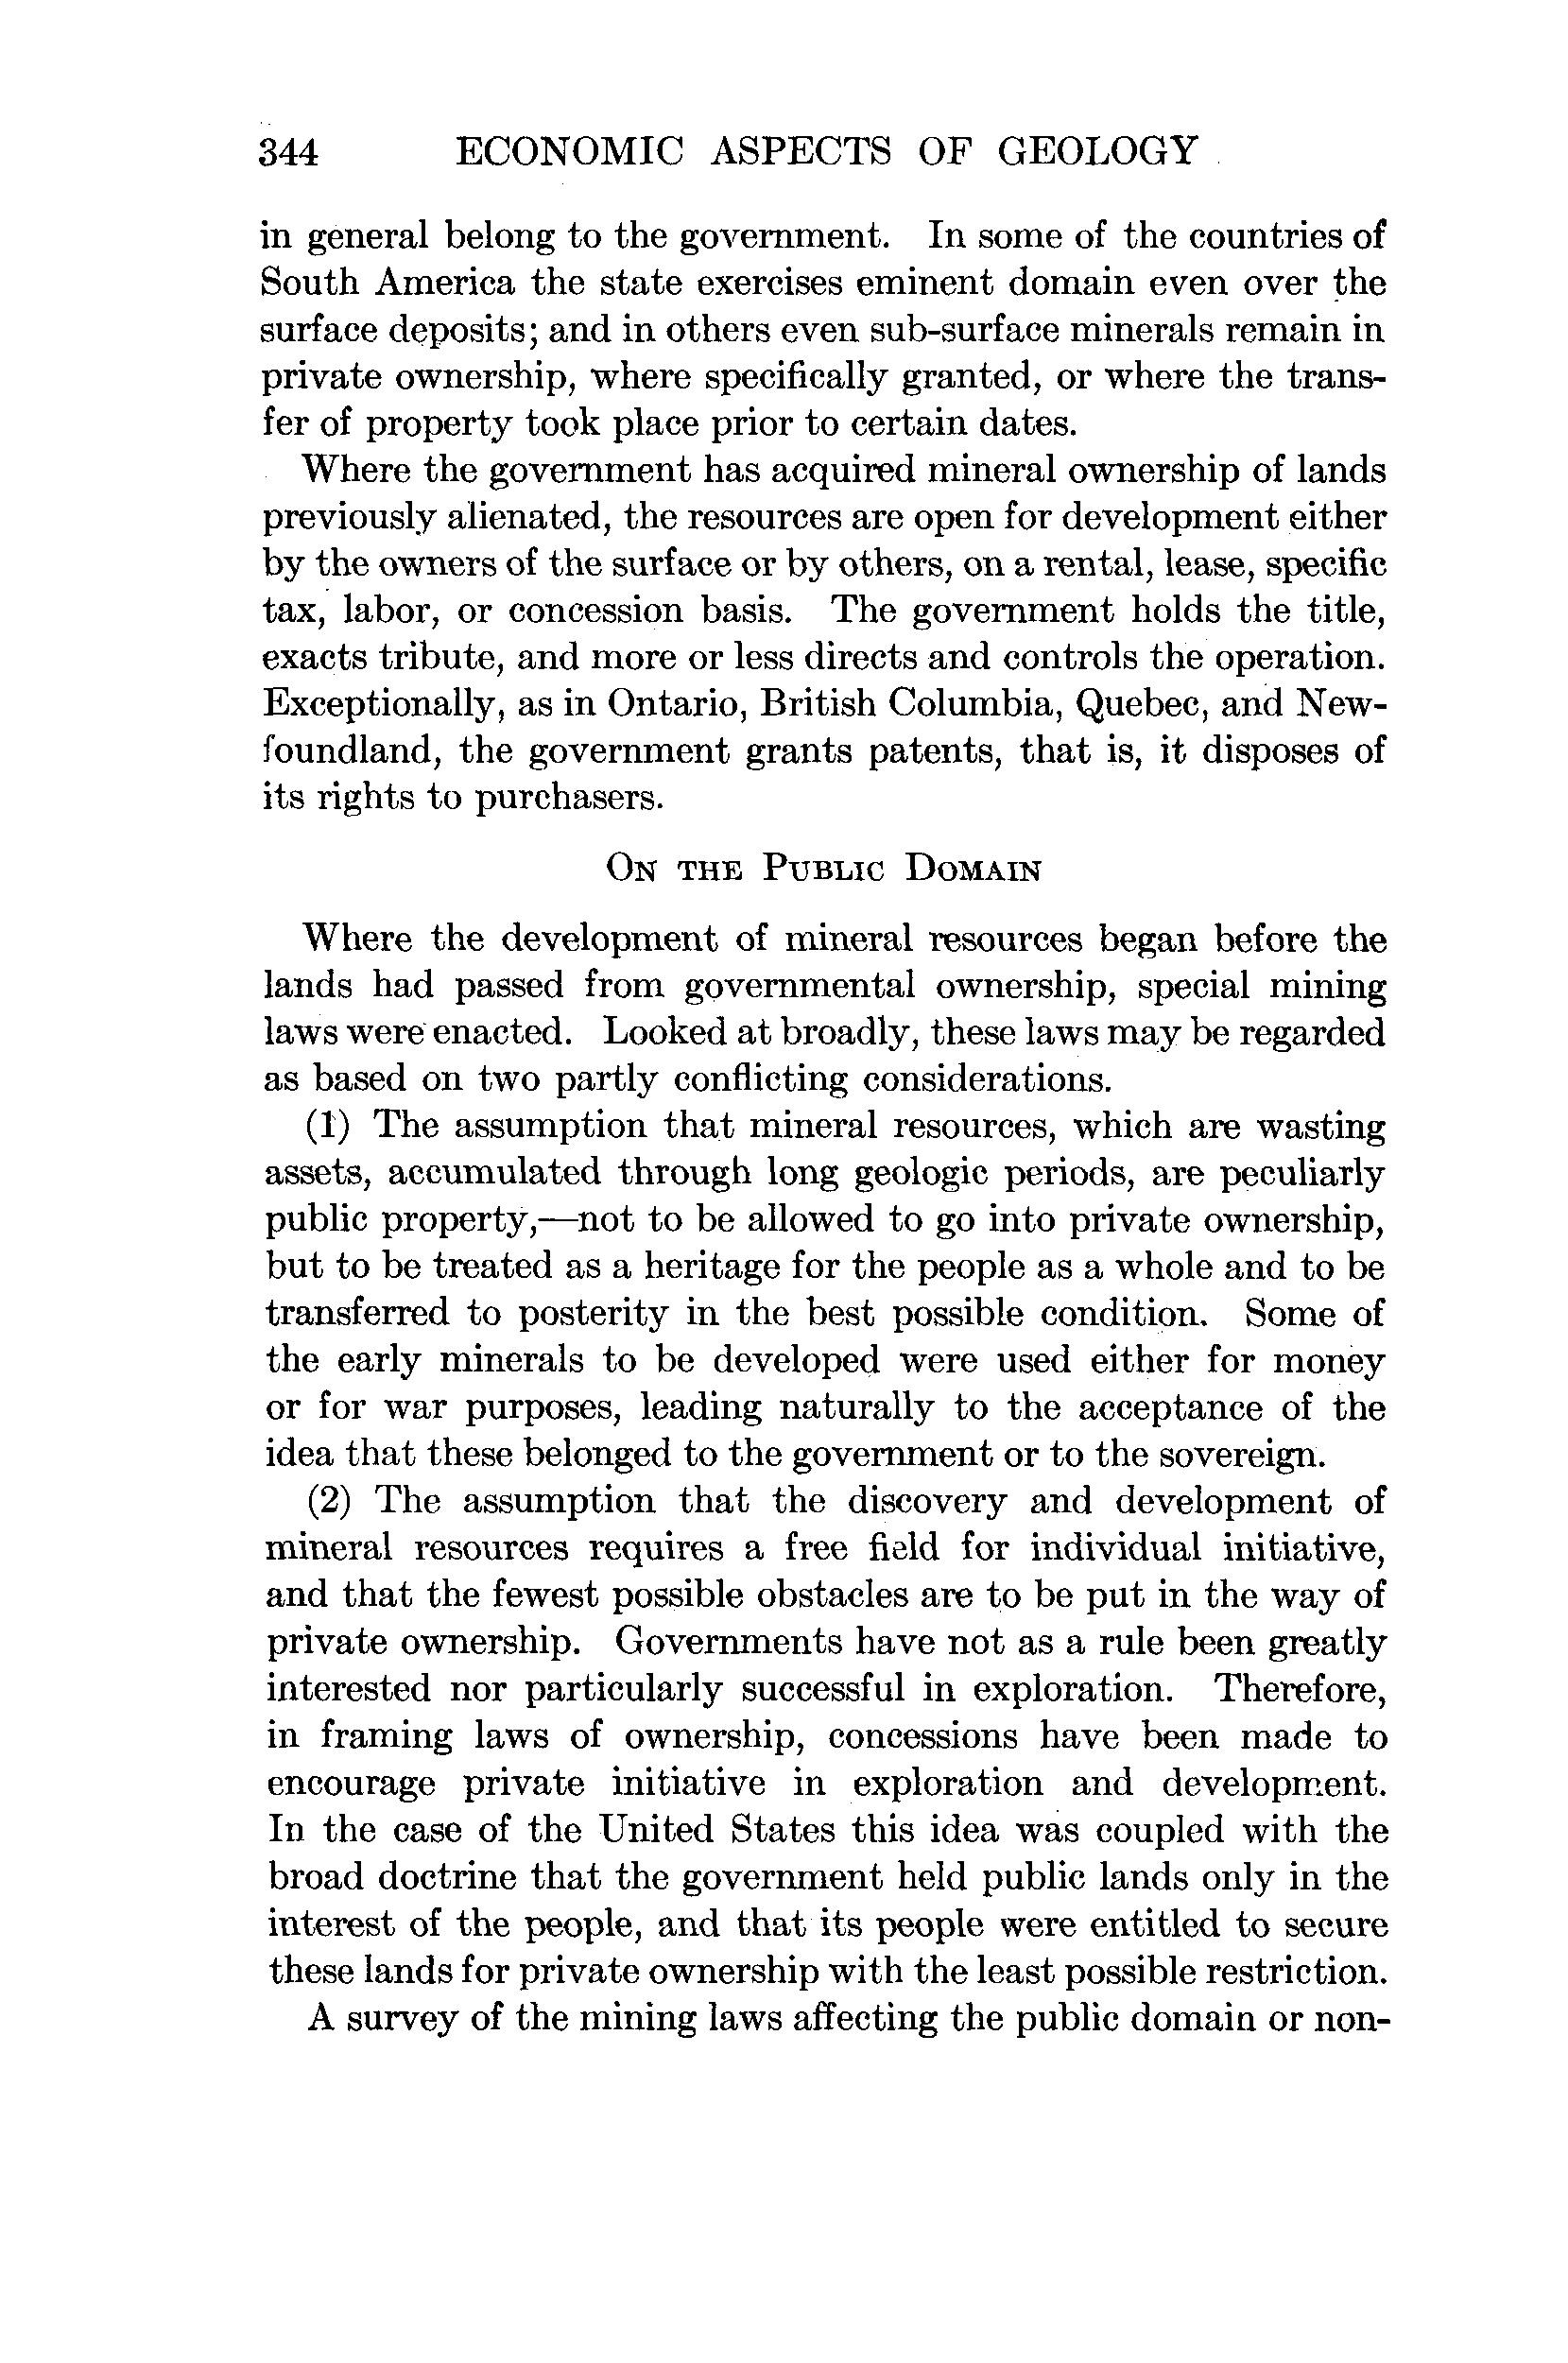 344 ECONOMIC ASPECTS OF GEOLOGY
in general belong to the government. In some of the countries of
South America the state exercises eminent domain even over the
surface deposits; and in others even sub-surface minerals remain in
private ownership, where specifically granted, or where the trans-
fer of property took place prior to certain dates.
Where the government has acquired mineral ownership of lands
previously alienated, the resources are open for development either
by the owners of the surface or by others, on a rental, lease, specific
tax, labor, or concession basis. The government holds the title,
exacts tribute, and more or less directs and controls the operation.
Exceptionally, as in Ontario, British Columbia, Quebec, and New-
foundland, the government grants patents, that is, it disposes of
its rights to purchasers.
ON THE PUBLIC DOMAIN
Where the development of mineral resources began before the
lands had passed from governmental ownership, special mining
laws were enacted. Looked at broadly, these laws may be regarded
as based on two partly conflicting considerations.
(1) The assumption that mineral resources, which are wasting
assets, accumulated through long geologic periods, are peculiarly
public property,—not to be allowed to go into private ownership,
but to be treated as a heritage for the people as a whole and to be
transferred to posterity in the best possible condition. Some of
the early minerals to be developed were used either for money
or for war purposes, leading naturally to the acceptance of the
idea that these belonged to the government or to the sovereign.
(2) The assumption that the discovery and development of
mineral resources requires a free field for individual initiative,
and that the fewest possible obstacles are to be put in the way of
private ownership. Governments have not as a rule been greatly
interested nor particularly successful in exploration. Therefore,
in framing laws of ownership, concessions have been made to
encourage private initiative in exploration and development.
In the case of the United States this idea was coupled with the
broad doctrine that the government held public lands only in the
interest of the people, and that its people were entitled to secure
these lands for private ownership with the least possible restriction.
A survey of the mining laws affecting the public domain or non-